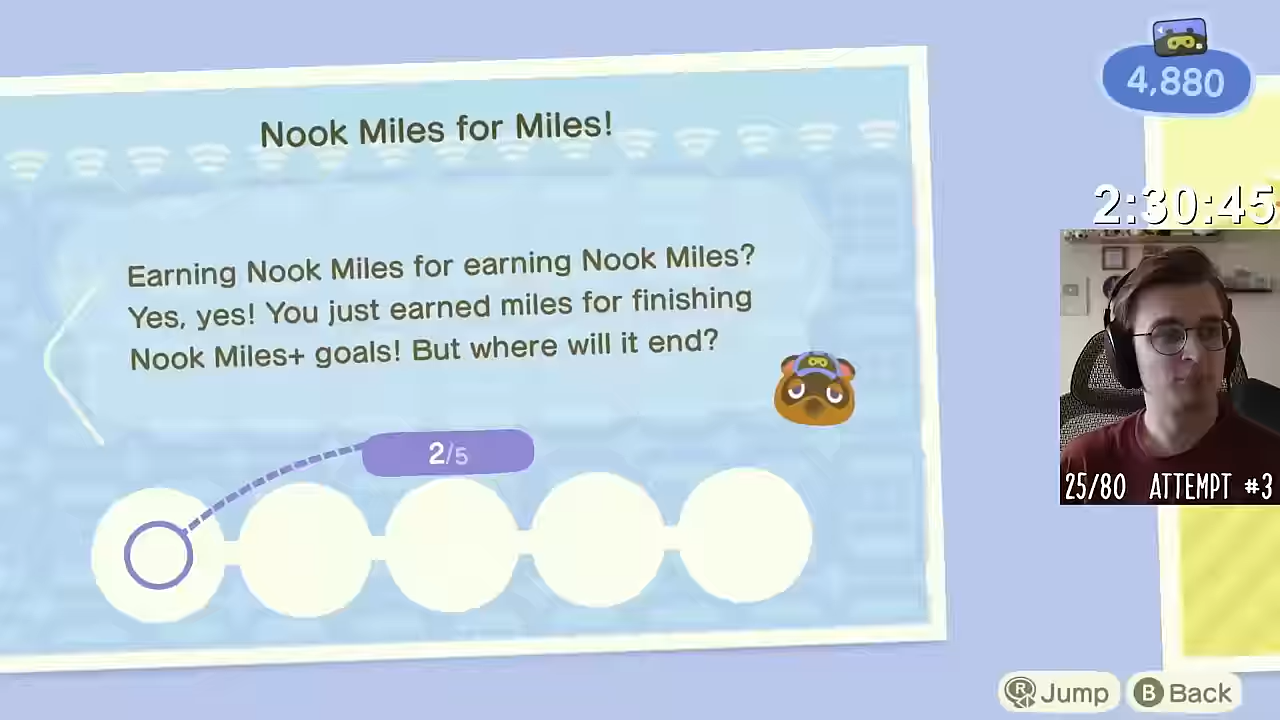 4,880
Nook Miles for Miles!
2:30:45
Earning Nook Miles for earning Nook Miles?
Yes, yes! You just earned miles for finishing
Nook Miles+ goals! But where will it end?
2/5
25/80 ATTEMPT #3
R Jump B Back